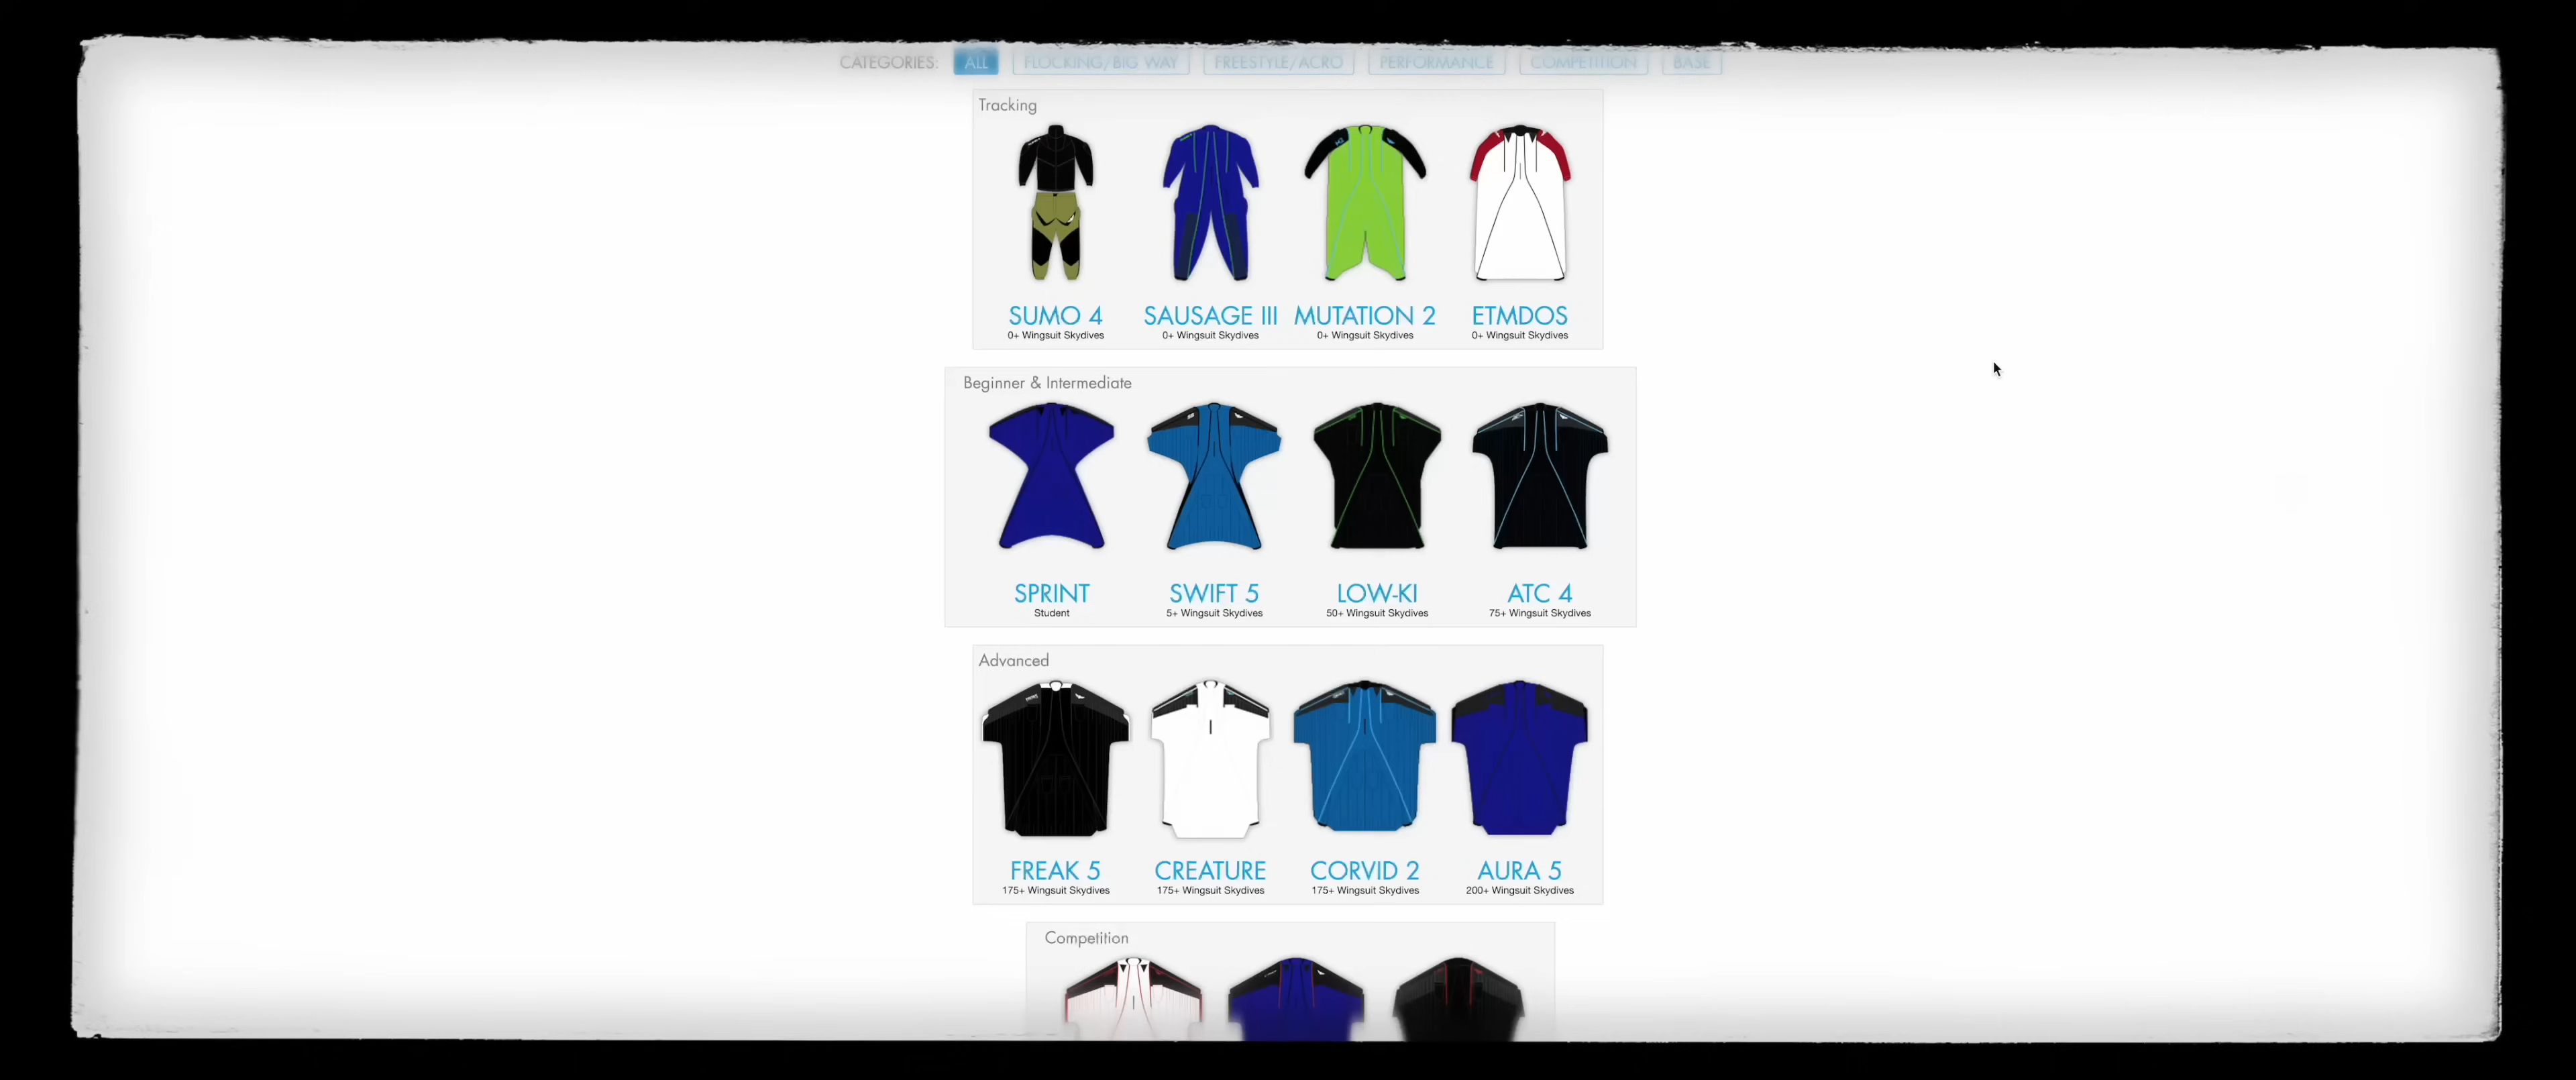 CATEGORIES: ALL FLOCKING/BIG WAY FREESTYLE/ACRO PERFORMANCE COMPETITION BASE
Tracking
SUMO 4 SAUSAGE III MUTATION 2 ETMDOS
0+ Wingsuit Skydives 0+ Wingsuit Skydives 0+ Wingsuit Skydives 0+ Wingsuit Skydives
Beginner & Intermediate
SPRINT SWIFT 5 LOW-KI ATC 4
Student 5+ Wingsuit Skydives 50+ Wingsuit Skydives 75+ Wingsuit Skydives
Advanced
FREAK 5 CREATURE CORVID 2 AURA 5
175+ Wingsuit Skydives 175+ Wingsuit Skydives 175+ Wingsuit Skydives 200+ Wingsuit Skydives
Competition